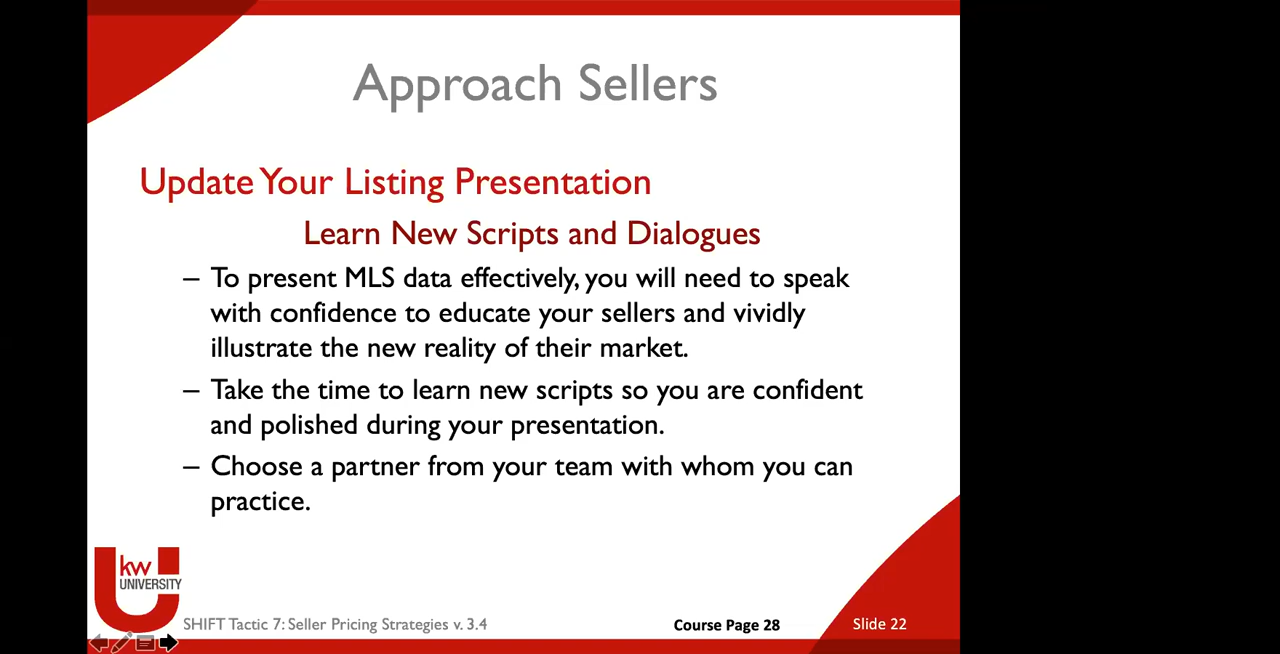 Approach Sellers
Update Your Listing Presentation
Learn New Scripts and Dialogues
– To present MLS data effectively, you will need to speak
with confidence to educate your sellers and vividly
illustrate the new reality of their market.
– Take the time to learn new scripts so you are confident
and polished during your presentation.
– Choose a partner from your team with whom you can
practice.
kw
UNIVERSITY
SHIFT Tactic 7: Seller Pricing Strategies v. 3.4
Course Page 28
Slide 22